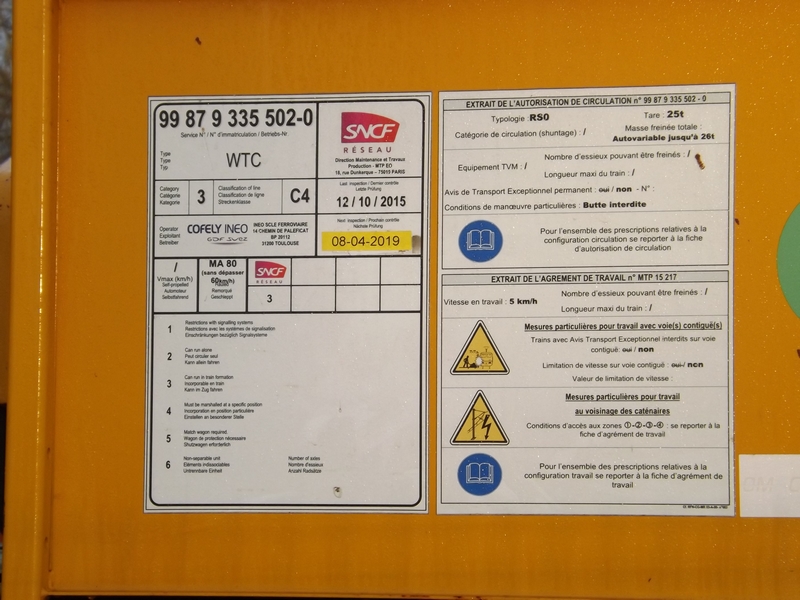 99 87 9 335 502-0
Service N° / N° d'immatriculation / Betriebs-Nr
Type
Type
Typ
WTC
SNCF
RÉSEAU
Direction Maintenance et Travaux
Production - MTP EO
18, rue Dunkerque – 75010 PARIS
Category
Catégorie
Kategorie
3
Classification of line
Classification de ligne
Streckenklasse
C4
Last inspection / Dernier contrôle
Letzte Prüfung
12 / 10 / 2015
Operator
Exploitant
Betreiber
COFELY INEO
GDF SUEZ
INEO SCLE FERROVIAIRE
14 CHEMIN DE PALEFICAT
BP 20112
31200 TOULOUSE
Next inspection / Prochain contrôle
Nächste Prüfung
08-04-2019
/
Vmax (km/h)
Self-propelled
Automoteur
Selbstfahrend
MA 80
(sans dépasser
60km/h)
Remorqué
Geschleppt
SNCF
RÉSEAU
3
1
Restrictions with signalling systems
Restrictions avec les systèmes de signalisation
Einschränkungen bezüglich Signalsysteme
2
Can run alone
Peut circuler seul
Kann allein fahren
3
Can run in train formation
Incorporable en train
Kann im Zug fahren
4
Must be marshalled at a specific position
Incorporation en position particulière
Einstellen an besonderer Stelle
5
Match wagon required
Wagon de protection nécessaire
Shutzwagen erforderlich
6
Non-separable unit
Eléments indissociables
Untrennbare Einheit
Number of axles
Nombre d'essieux
Anzahl Radsätze
EXTRAIT DE L'AUTORISATION DE CIRCULATION n° 99 87 9 335 502 - 0
Typologie : RS0
Tare : 25t
Catégorie de circulation (shuntage) : /
Masse freinée totale :
Autovariable jusqu'à 26t
Equipement TVM : /
Nombre d'essieux pouvant être freinés : /
Longueur maxi du train : /
Avis de Transport Exceptionnel permanent : oui / non - N° :
Conditions de manœuvre particulières : Butte interdite
Pour l'ensemble des prescriptions relatives à la
configuration circulation se reporter à la fiche
d'autorisation de circulation
EXTRAIT DE L'AGREMENT DE TRAVAIL n° MTP 15 217
Vitesse en travail : 5 km/h
Nombre d'essieux pouvant être freinés : /
Longueur maxi du train : /
Mesures particulières pour travail avec voie(s) contiguë(s)
Trains avec Avis Transport Exceptionnel interdits sur voie
contiguë: oui / non
Limitation de vitesse sur voie contiguë : oui / non
Valeur de limitation de vitesse :
Mesures particulières pour travail
au voisinage des caténaires
Conditions d'accès aux zones ①-②-③-④ : se reporter à la
fiche d'agrément de travail
Pour l'ensemble des prescriptions relatives à la
configuration travail se reporter à la fiche d'agrément de
travail